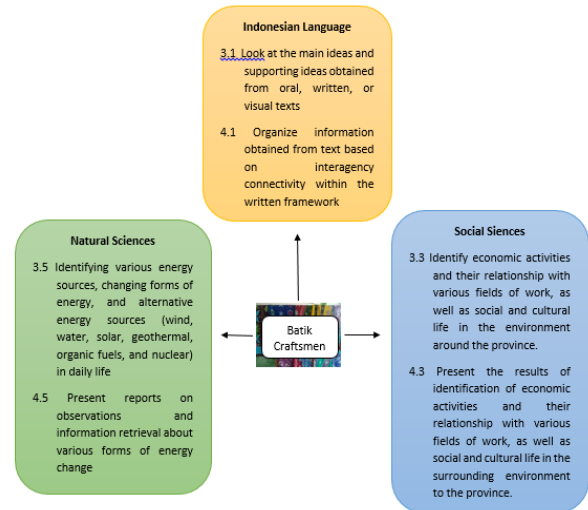 Indonesian Language
3.1 Look at the main ideas and
supporting ideas obtained
from oral, written, or
visual texts
4.1 Organize information
obtained from text based
on interagency
connectivity within the
written framework
Natural Sciences
3.5 Identifying various energy
sources, changing forms of
energy, and alternative
energy sources (wind,
water, solar, geothermal,
organic fuels, and nuclear)
in daily life
4.5 Present reports on
observations and
information retrieval about
various forms of energy
change
Batik
Craftsmen
Social Siences
3.3 Identify economic activities
and their relationship with
various fields of work, as
well as social and cultural
life in the environment
around the province.
4.3 Present the results of
identification of economic
activities and their
relationship with various
fields of work, as well as
social and cultural life in the
surrounding environment
to the province.